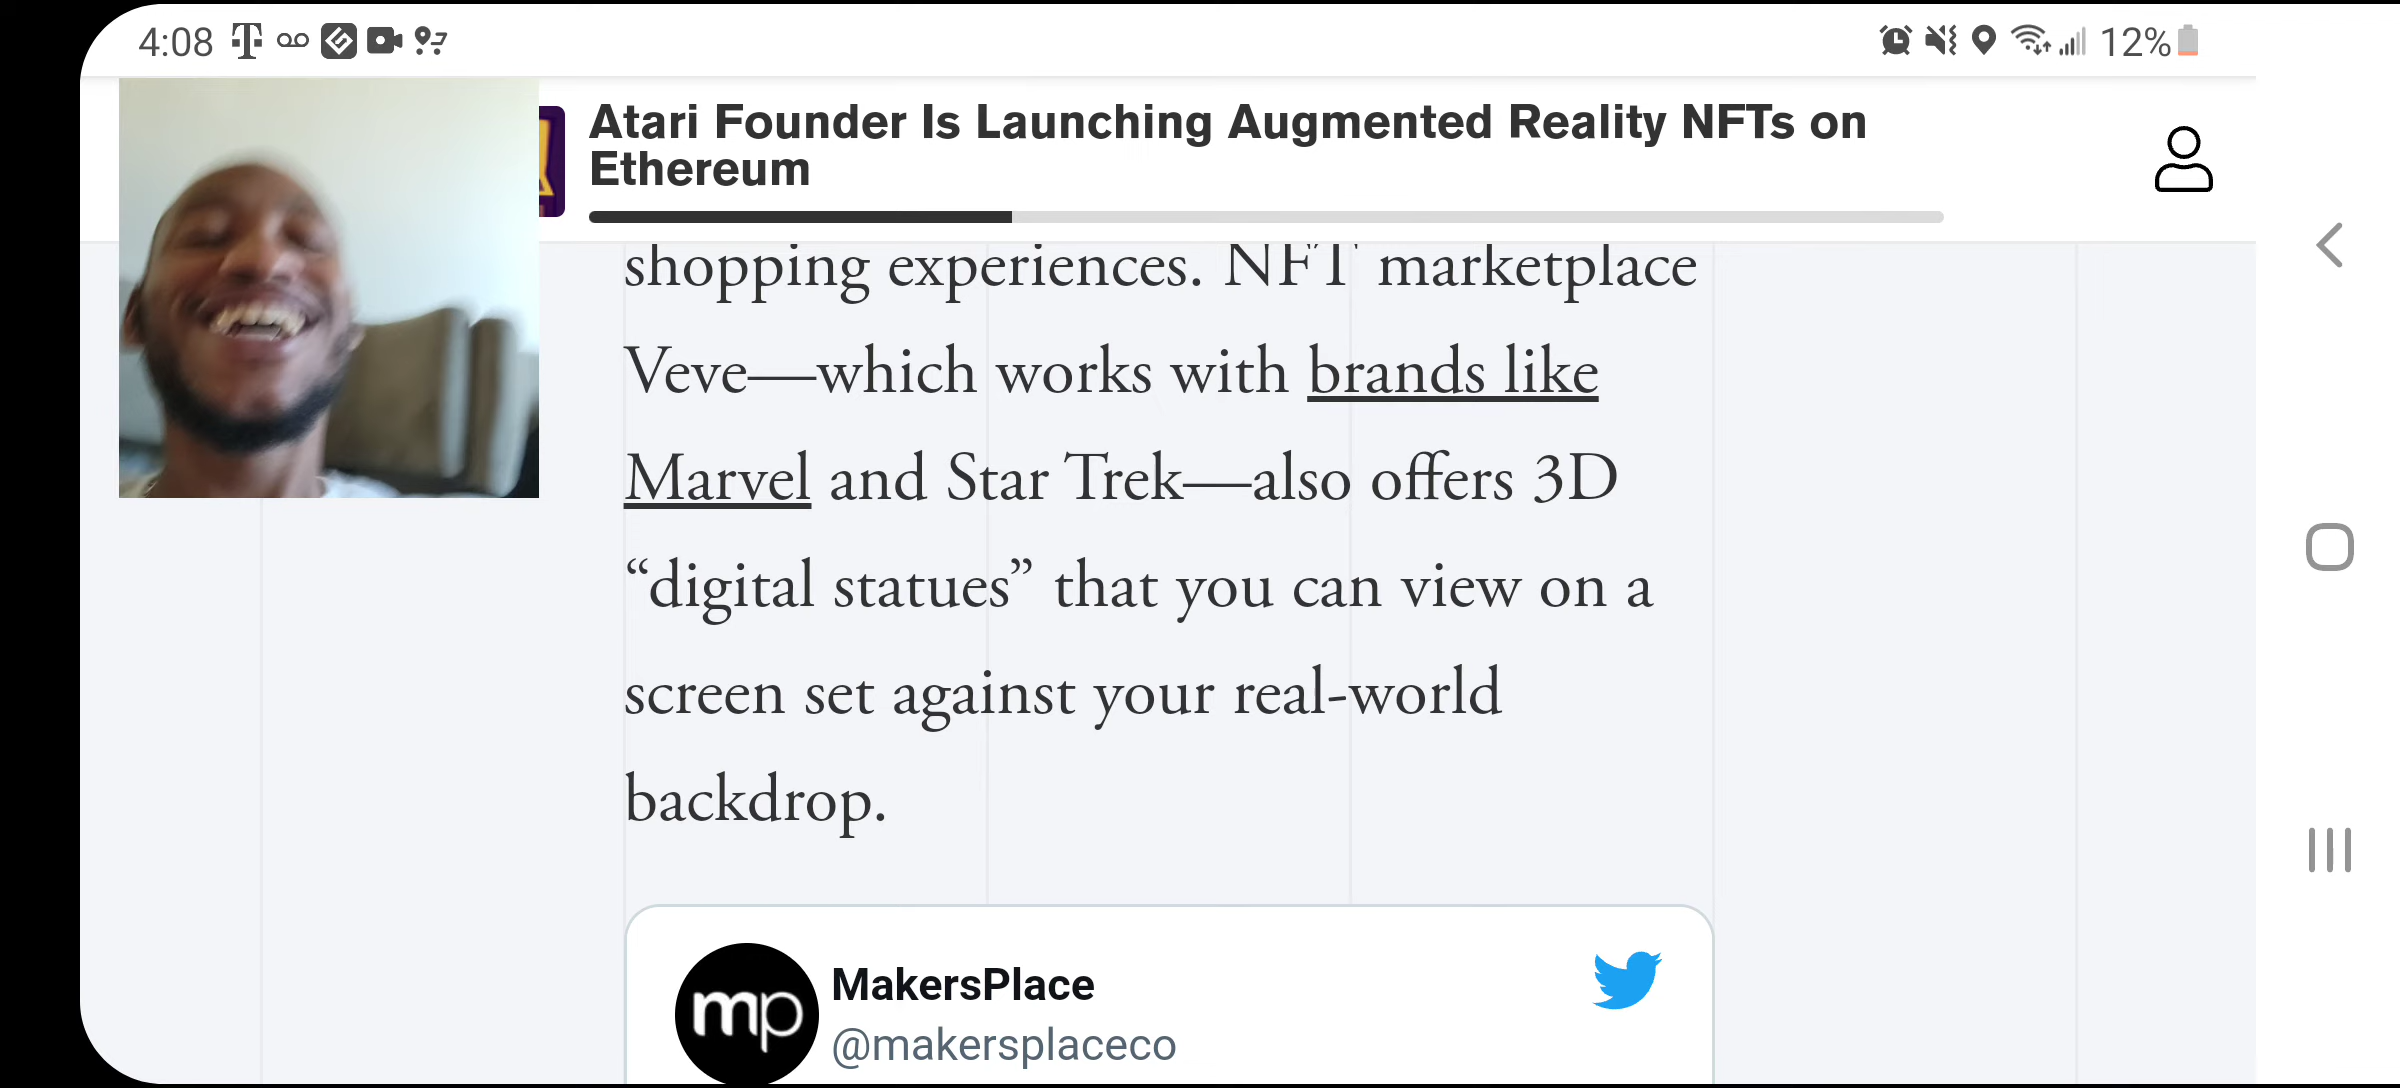 4:08
12%
Atari Founder Is Launching Augmented Reality NFTs on
Ethereum
shopping experiences. NFT marketplace
Veve—which works with brands like
Marvel and Star Trek—also offers 3D
“digital statues” that you can view on a
screen set against your real-world
backdrop.
mp
MakersPlace
@makersplaceco